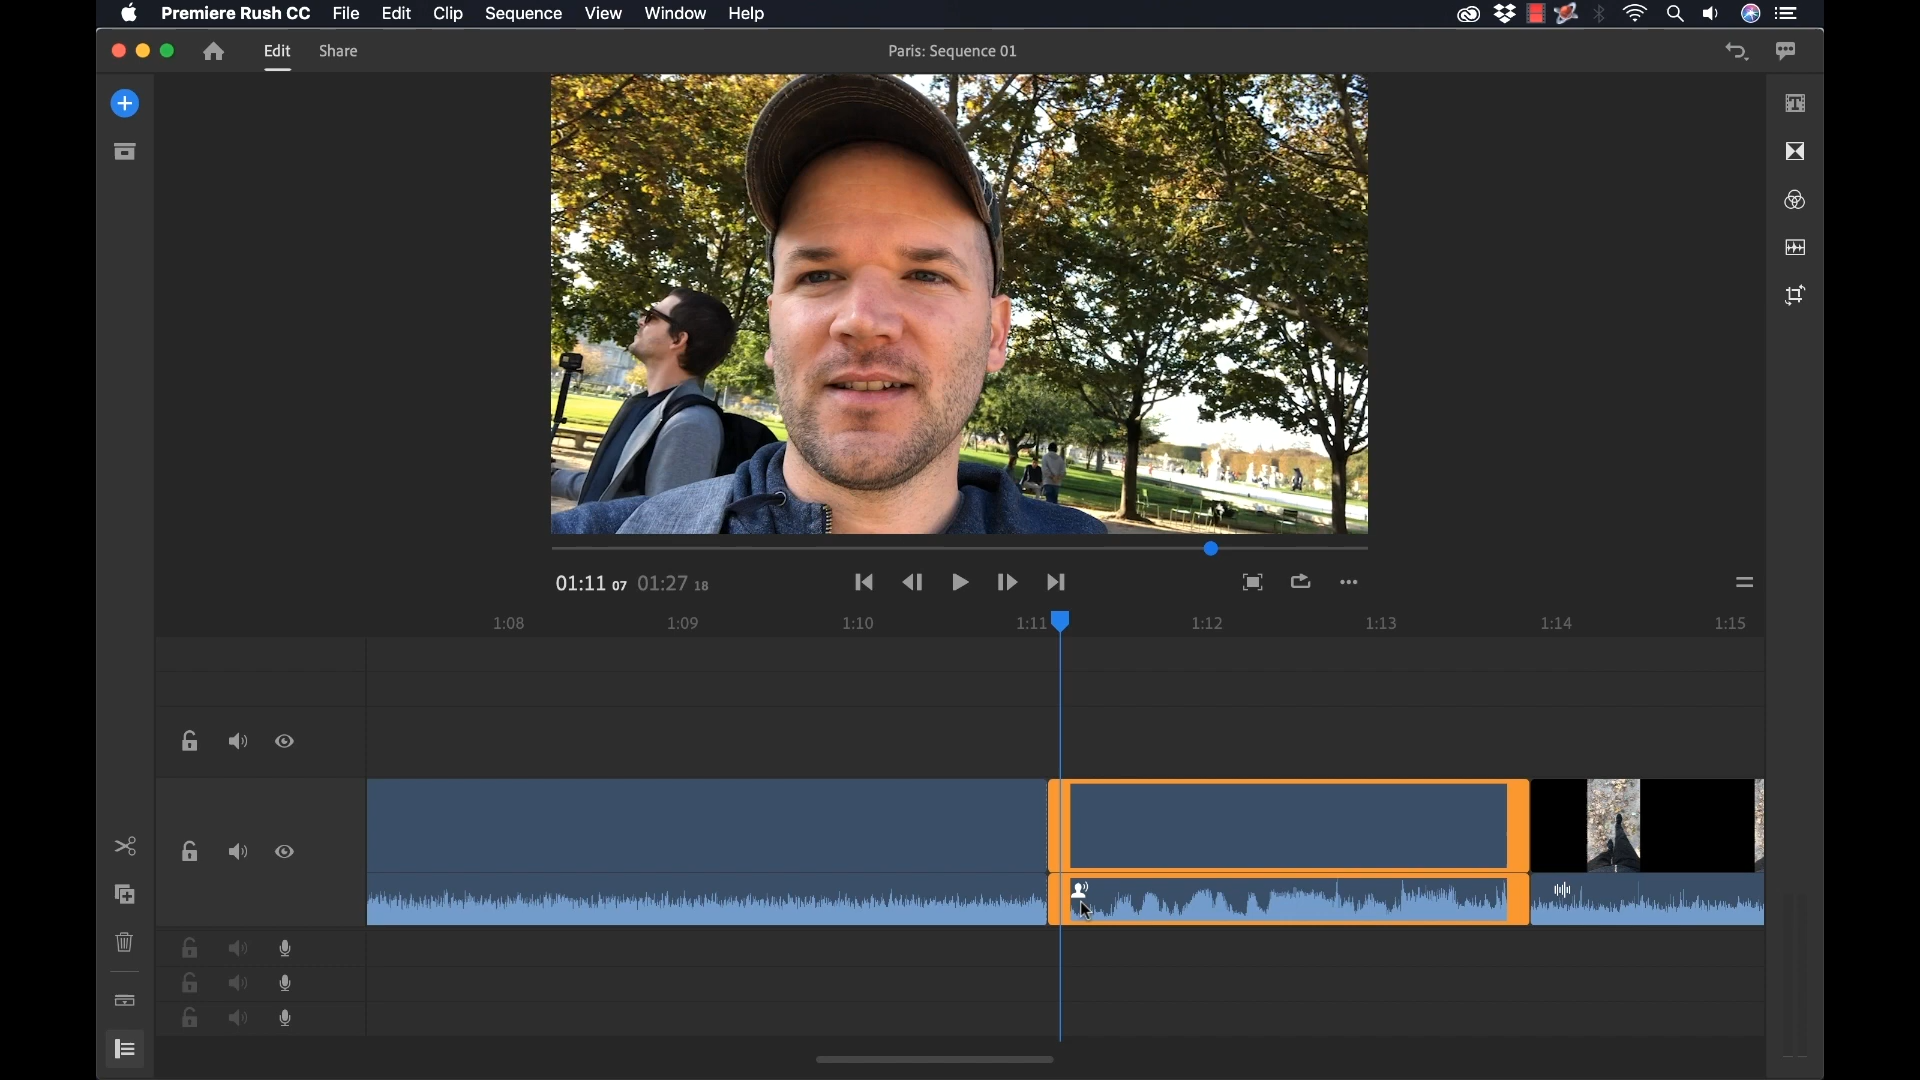 Premiere Rush CC File Edit Clip Sequence View Window Help
Edit Share Paris: Sequence 01
01:11 07 01:27 18
1:08 1:09 1:10 1:11 1:12 1:13 1:14 1:15